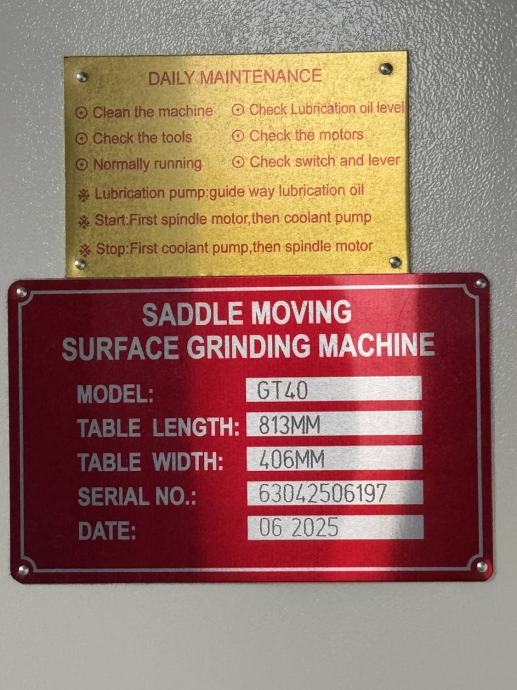 DAILY MAINTENANCE
⊙ Clean the machine ⊙ Check Lubrication oil level
⊙ Check the tools ⊙ Check the motors
⊙ Normally running ⊙ Check switch and lever
※ Lubrication pump:guide way lubrication oil
※ Start:First spindle motor,then coolant pump
※ Stop:First coolant pump,then spindle motor
SADDLE MOVING
SURFACE GRINDING MACHINE
MODEL: GT40
TABLE LENGTH: 813MM
TABLE WIDTH: 406MM
SERIAL NO.: 63042506197
DATE: 06 2025